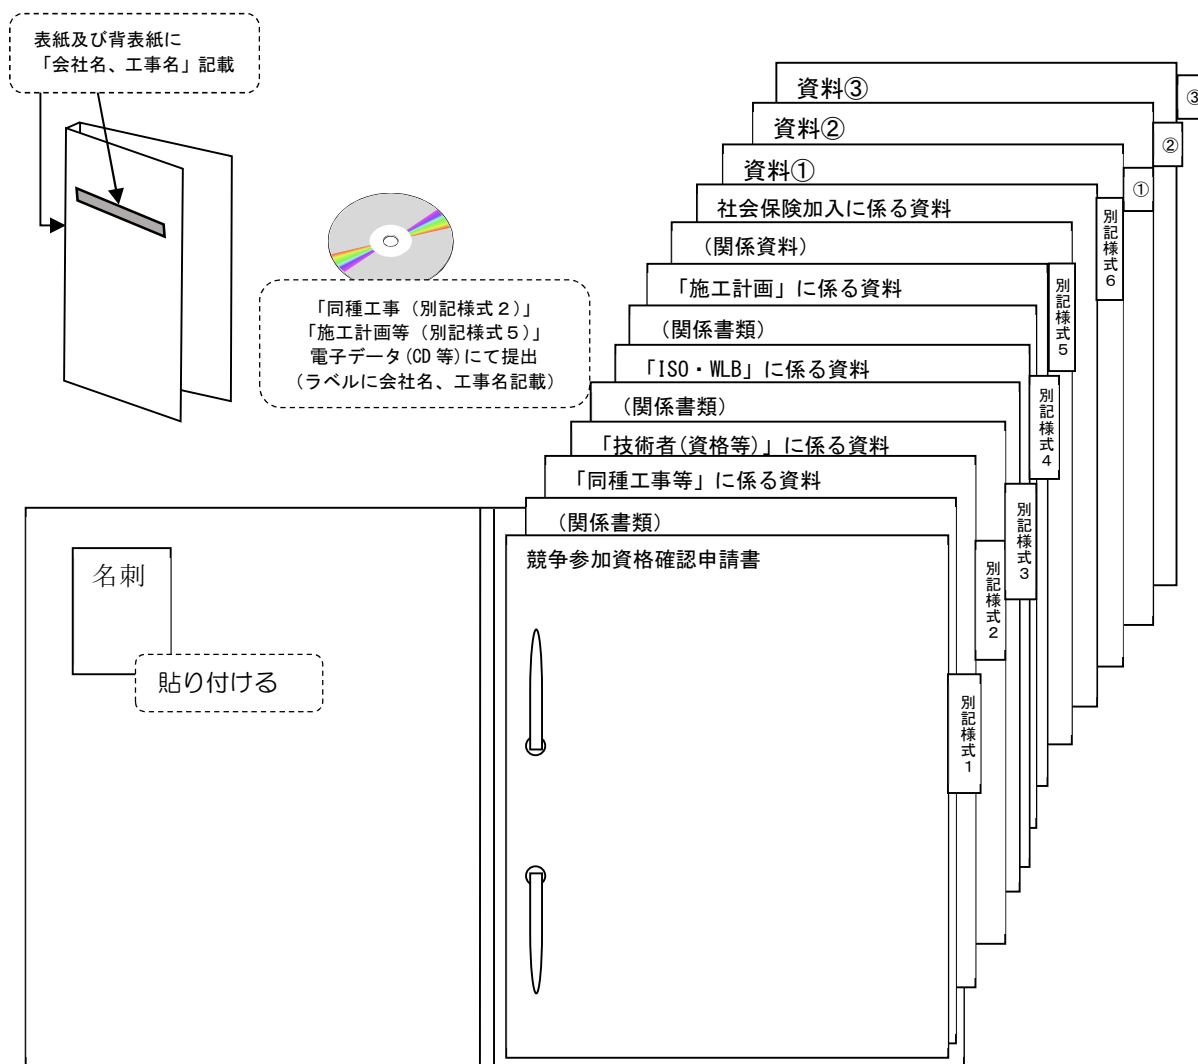 表紙及び背表紙に
「会社名、工事名」記載
資料③
③
資料②
②
資料①
①
社会保険加入に係る資料
別記様式6
(関係資料)
「施工計画」に係る資料
別記様式5
(関係書類)
「ISO・WLB」に係る資料
別記様式4
(関係書類)
「技術者(資格等)」に係る資料
別記様式3
「同種工事等」に係る資料
別記様式2
(関係書類)
競争参加資格確認申請書
別記様式1
「同種工事（別記様式２）」
「施工計画等（別記様式５）」
電子データ(CD 等)にて提出
（ラベルに会社名、工事名記載）
名刺
貼り付ける